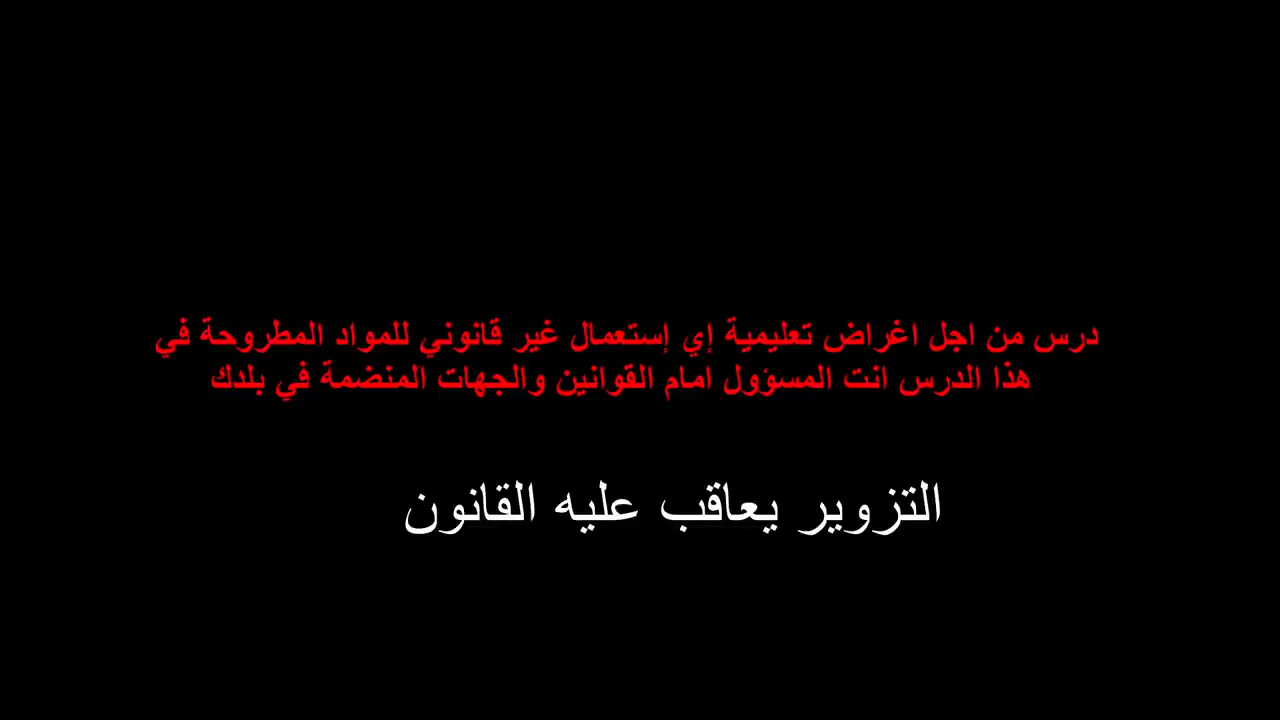 درس من اجل اغراض تعليمية إي إستعمال غير قانوني للمواد المطروحة في
هذا الدرس انت المسؤول امام القوانين والجهات المنضمة في بلدك
التزوير يعاقب عليه القانون